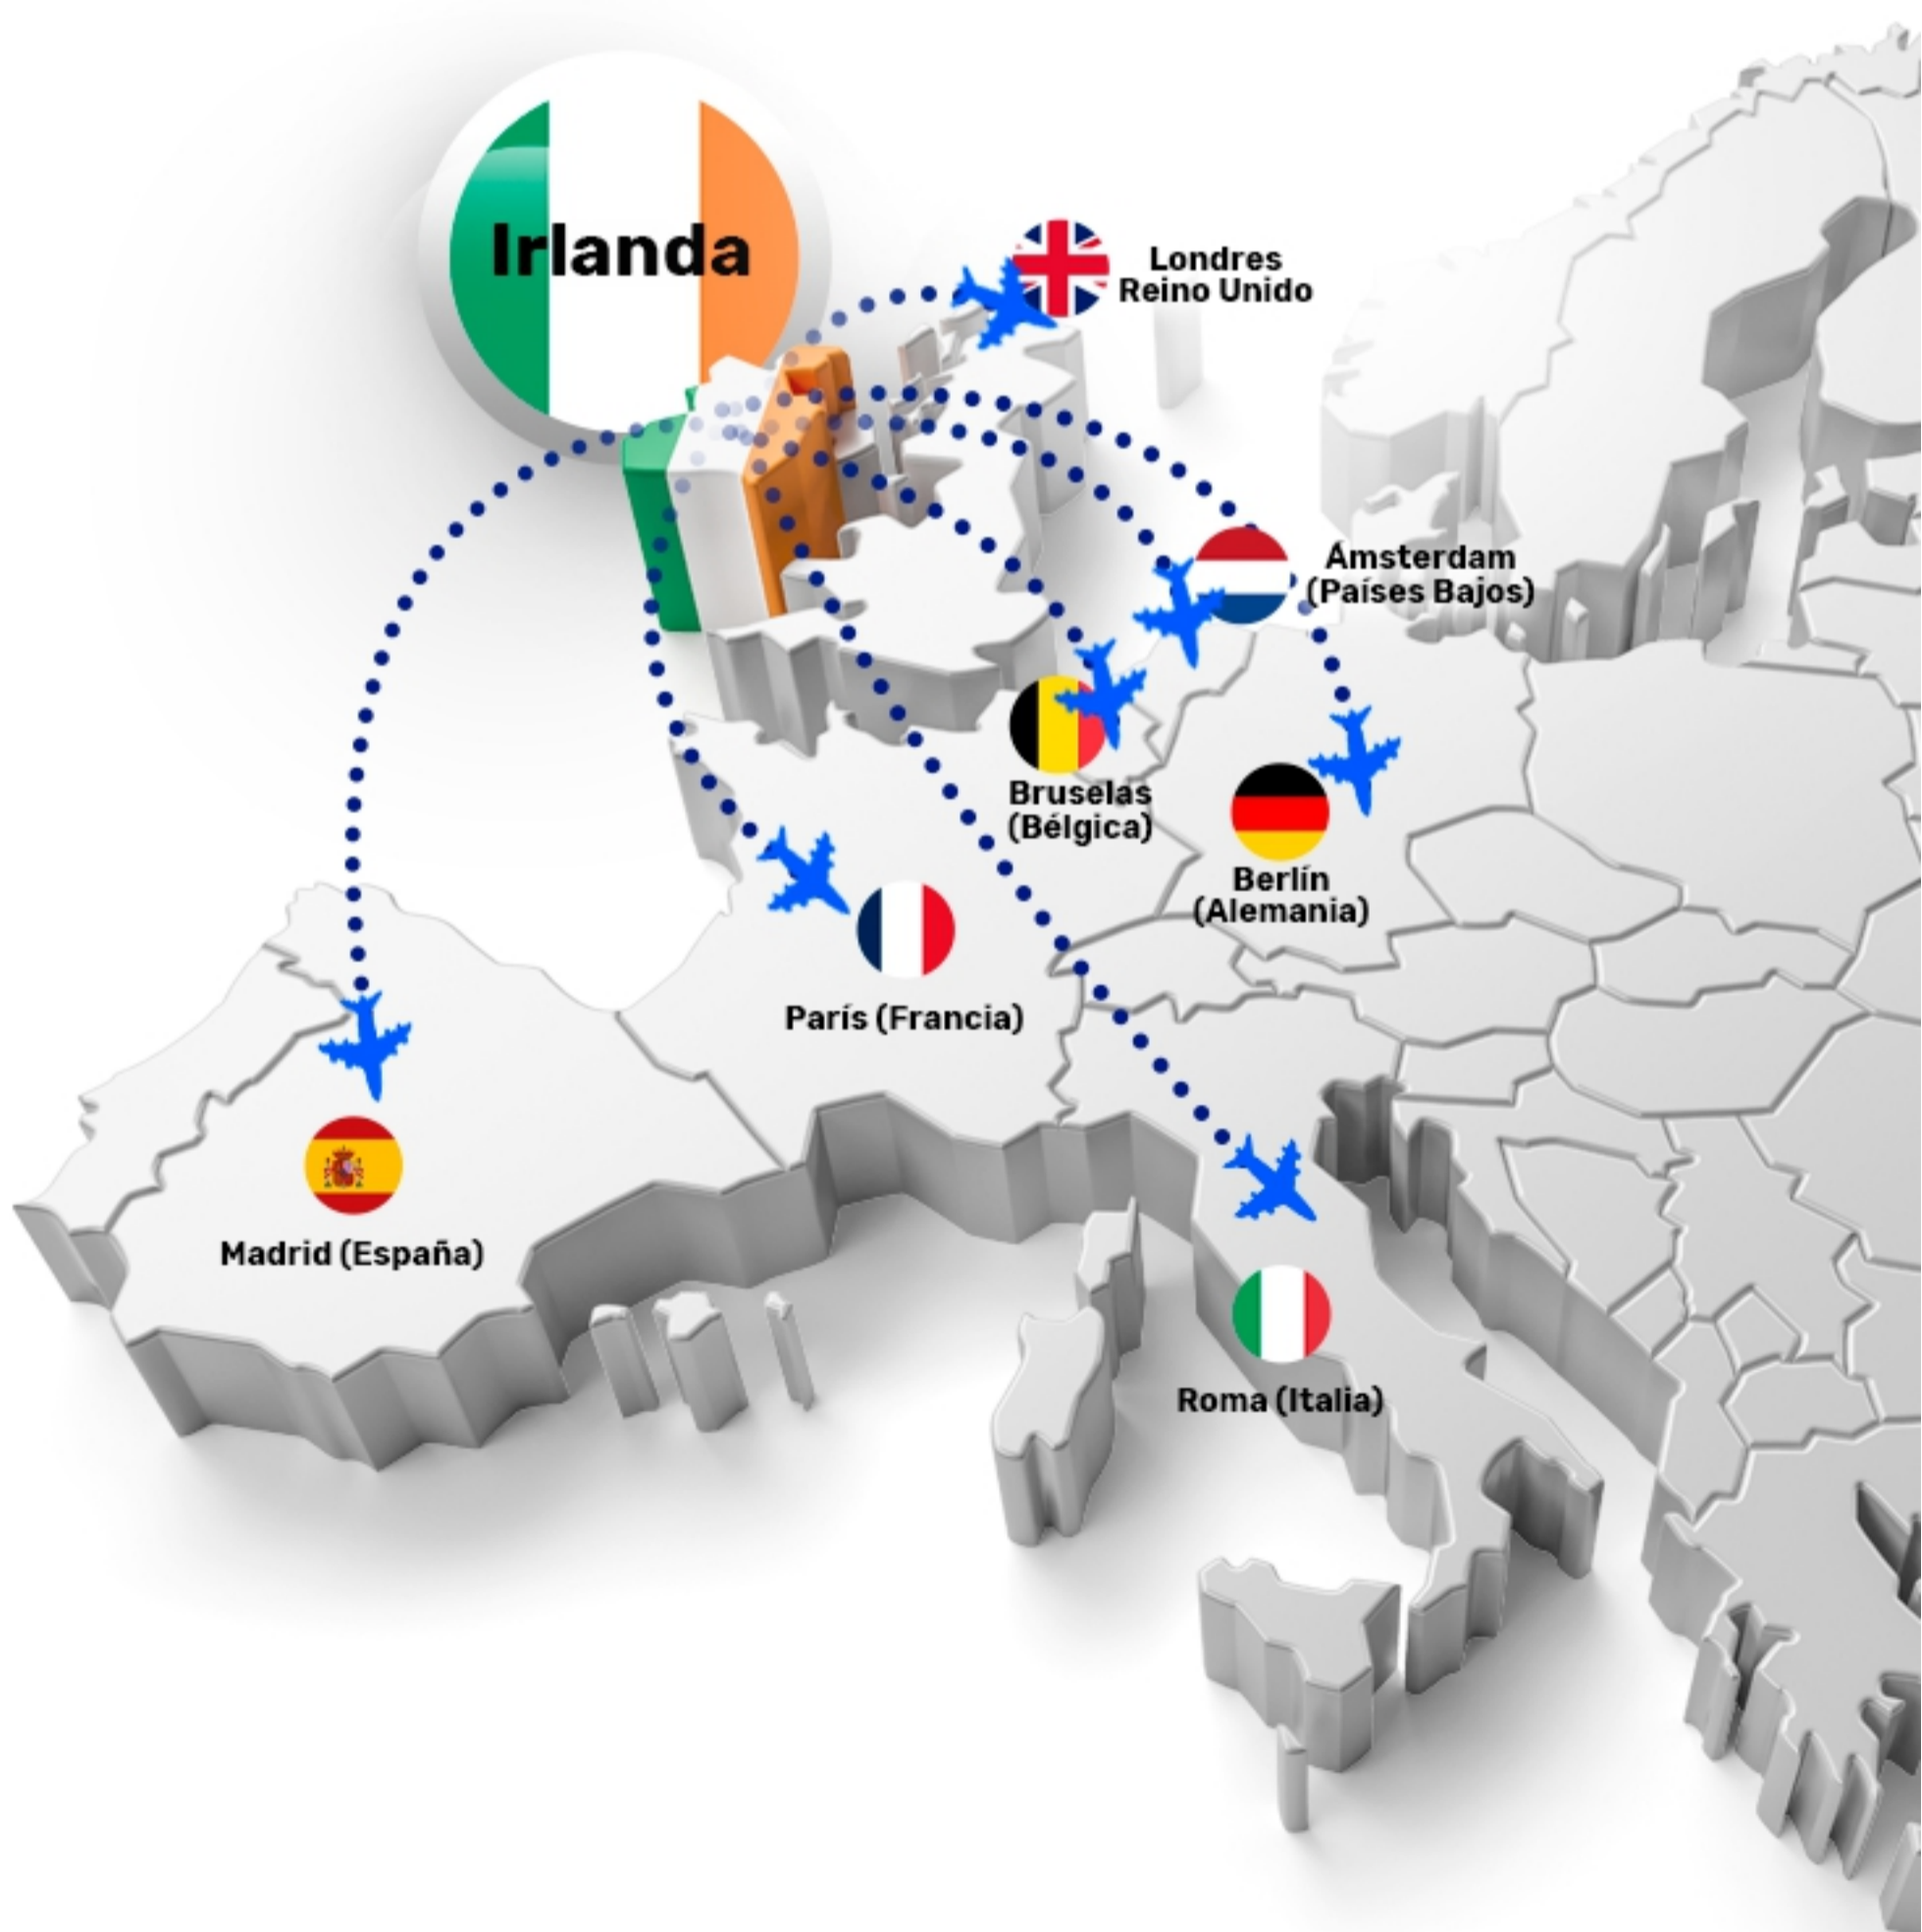 Irlanda
Londres
Reino Unido
Ámsterdam
(Países Bajos)
Bruselas
(Bélgica)
Berlín
(Alemania)
París (Francia)
Madrid (España)
Roma (Italia)